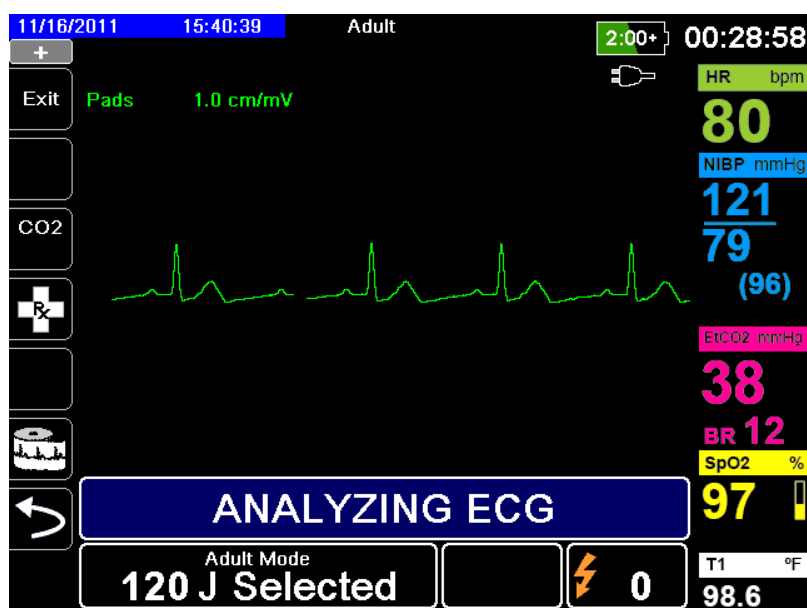 11/16/2011 15:40:39 Adult
2:00+ 00:28:58
+
Exit
Pads 1.0 cm/mV
HR bpm
80
NIBP mmHg
121
79
(96)
CO2
Rx
EtCO2 mmHg
38
BR 12
SpO2 %
97
ANALYZING ECG
Adult Mode
120 J Selected
0
T1 ºF
98.6